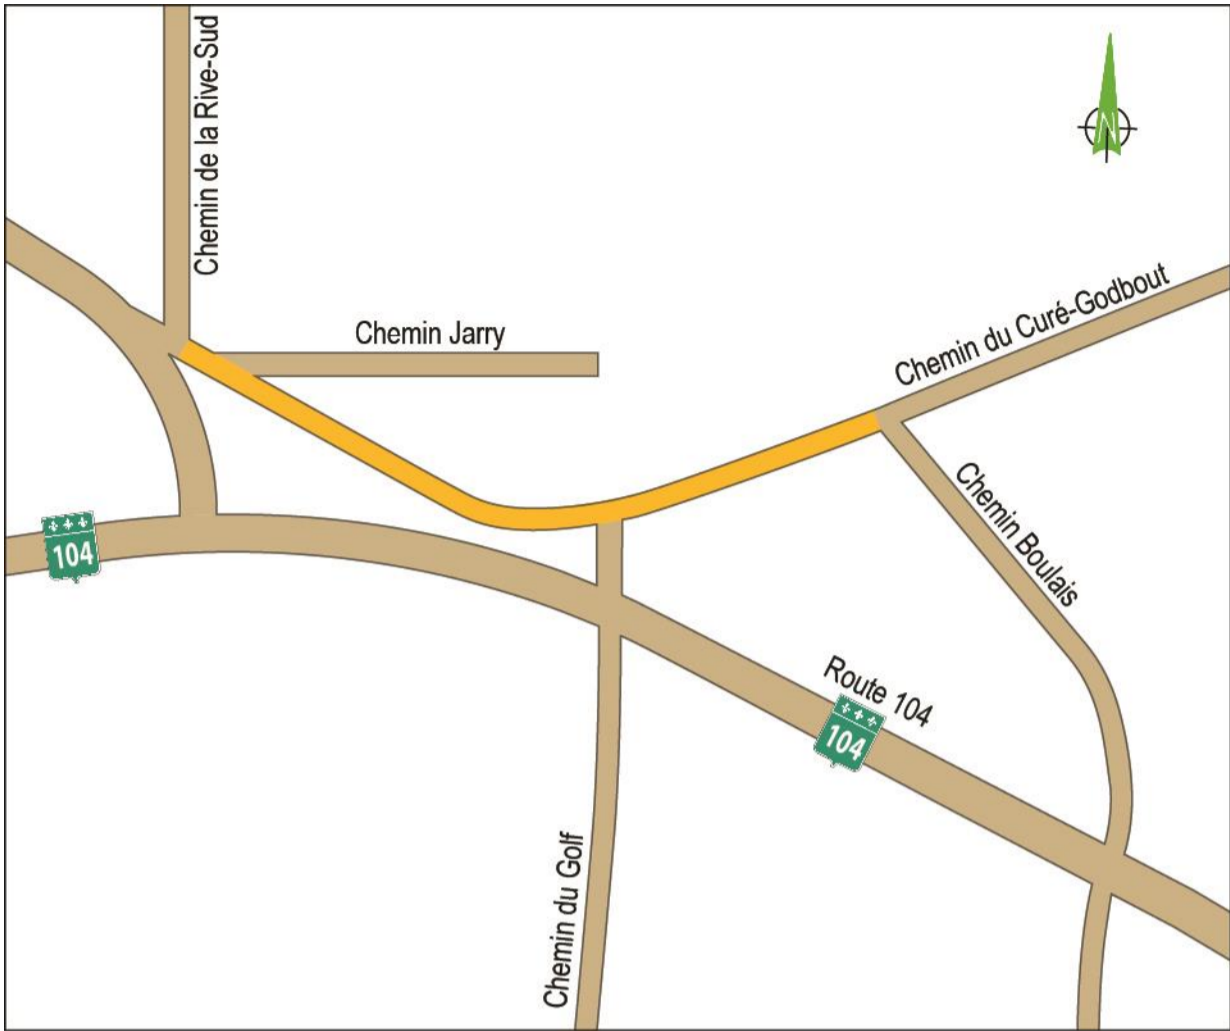 Chemin de la Rive-Sud
N
Chemin Jarry
Chemin du Curé-Godbout
Chemin Boulais
104
Route 104
104
Chemin du Golf